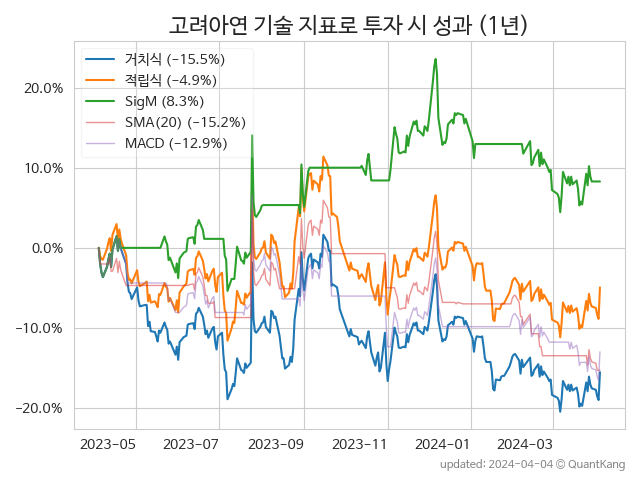 고려아연 기술 지표로 투자 시 성과 (1년)
거치식 (−15.5%)
적립식 (−4.9%)
SigM (8.3%)
SMA(20) (−15.2%)
MACD (−12.9%)
20.0%
10.0%
0.0%
−10.0%
−20.0%
2023−05 2023−07 2023−09 2023−11 2024−01 2024−03
updated: 2024−04−04 ⓒ QuantKang